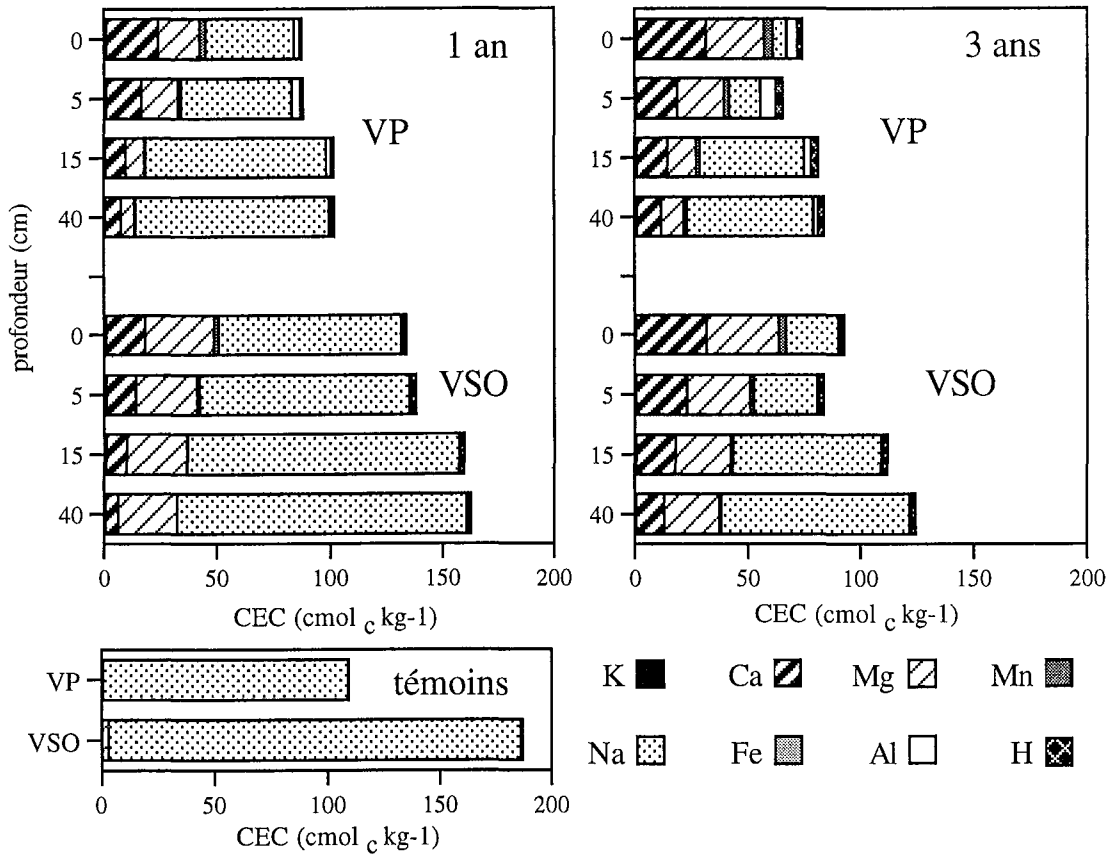 1 an
VP
VSO
0
5
15
40
0
5
15
40
profondeur (cm)
0 50 100 150 200
CEC (cmol c kg-1)
3 ans
VP
VSO
0
5
15
40
0
5
15
40
0 50 100 150 200
CEC (cmol c kg-1)
témoins
VP
VSO
0 50 100 150 200
CEC (cmol c kg-1)
K Ca Mg Mn
Na Fe Al H